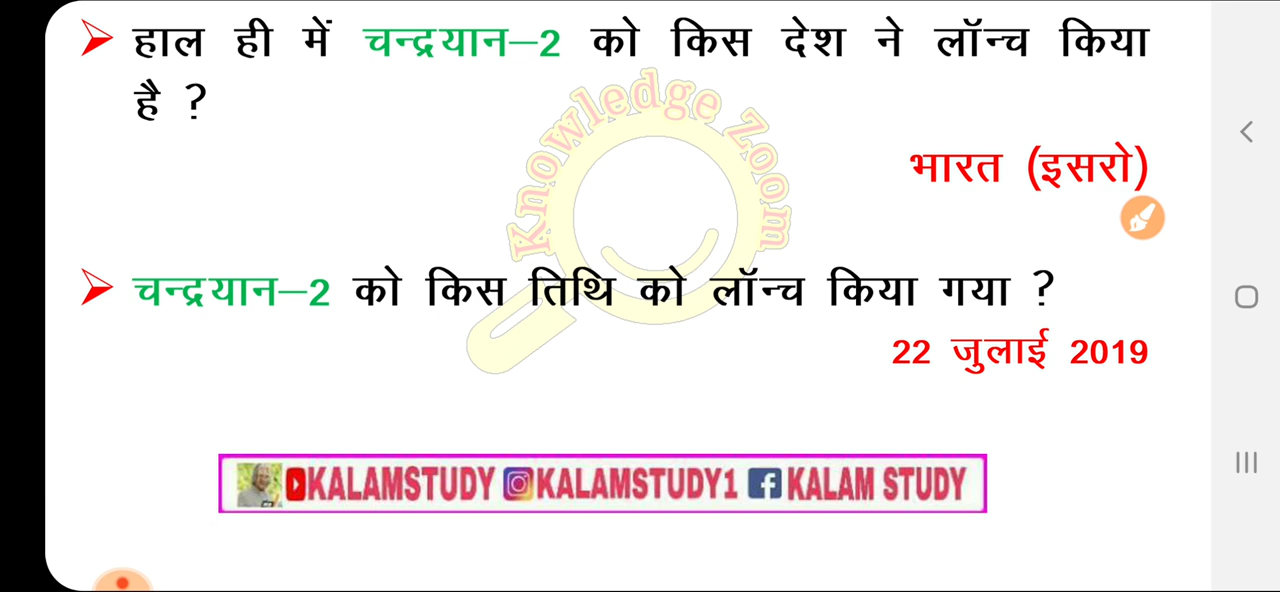 हाल ही में चन्द्रयान–2 को किस देश ने लॉन्च किया
है ?
Knowledge Zoom
भारत (इसरो)
चन्द्रयान–2 को किस तिथि को लॉन्च किया गया ?
22 जुलाई 2019
KALAMSTUDY KALAMSTUDY1 KALAM STUDY